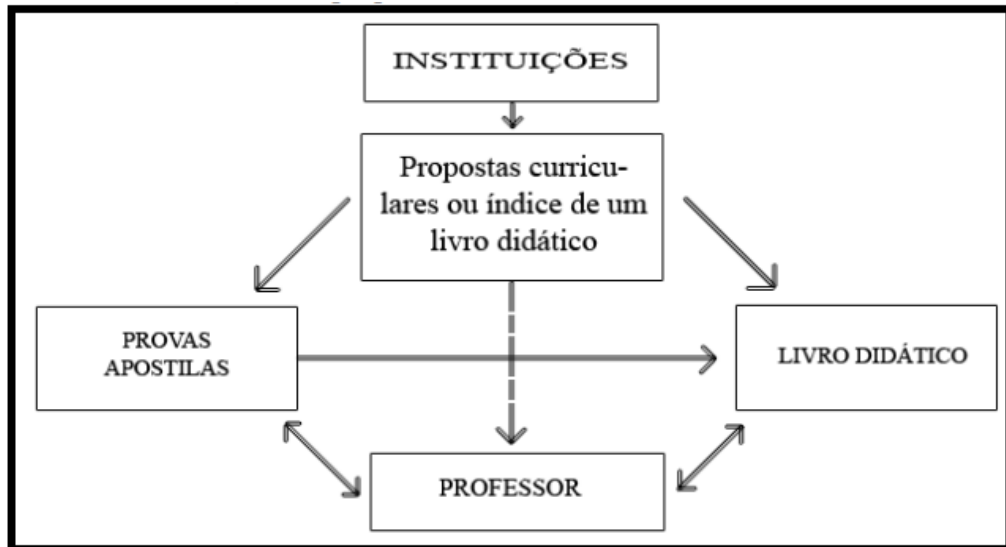 INSTITUIÇÕES
Propostas curricu-
lares ou índice de um
livro didático
PROVAS
APOSTILAS
LIVRO DIDÁTICO
PROFESSOR